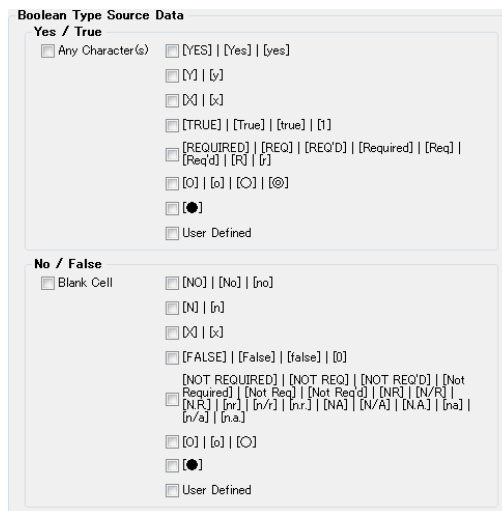 Boolean Type Source Data
Yes / True
Any Character(s)
[YES] | [Yes] | [yes]
[Y] | [y]
[X] | [x]
[TRUE] | [True] | [true] | [1]
[REQUIRED] | [REQ] | [REQ'D] | [Required] | [Req] |
[Req'd] | [R] | [r]
[O] | [o] | [○] | [◎]
[●]
User Defined
No / False
Blank Cell
[NO] | [No] | [no]
[N] | [n]
[X] | [x]
[FALSE] | [False] | [false] | [0]
[NOT REQUIRED] | [NOT REQ] | [NOT REQ'D] | [Not
Required] | [Not Req] | [Not Req'd] | [NR] | [N/R] |
[N.R.] | [nr] | [n/r] | [n.r.] | [NA] | [N/A] | [N.A.] | [na] |
[n/a] | [n.a.]
[O] | [o] | [○]
[●]
User Defined